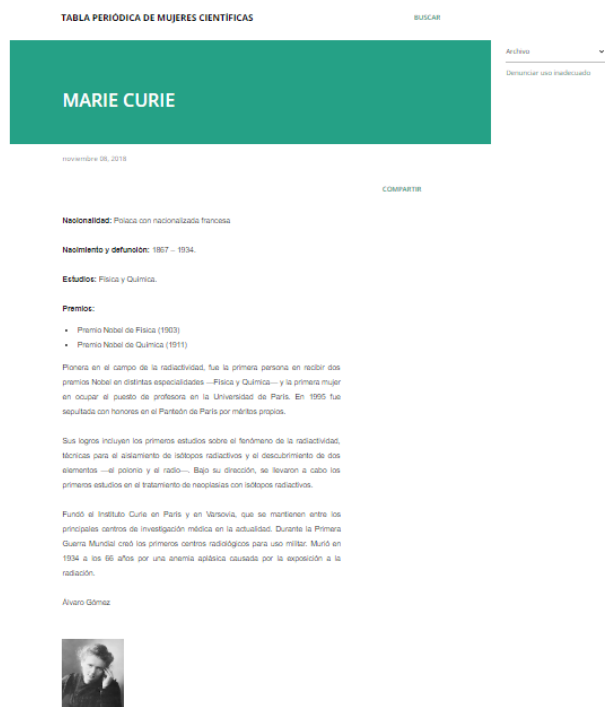 TABLA PERIÓDICA DE MUJERES CIENTÍFICAS
BUSCAR
Archivo
Denunciar uso inadecuado
MARIE CURIE
noviembre 08, 2018
COMPARTIR
Nacionalidad: Polaca con nacionalizada francesa
Nacimiento y defunción: 1867 – 1934.
Estudios: Física y Química.
Premios:
• Premio Nobel de Física (1903)
• Premio Nobel de Química (1911)
Pionera en el campo de la radiactividad, fue la primera persona en recibir dos
premios Nobel en distintas especialidades —Física y Química— y la primera mujer
en ocupar el puesto de profesora en la Universidad de París. En 1995 fue
sepultada con honores en el Panteón de París por méritos propios.
Sus logros incluyen los primeros estudios sobre el fenómeno de la radiactividad,
técnicas para el aislamiento de isótopos radiactivos y el descubrimiento de dos
elementos —el polonio y el radio—. Bajo su dirección, se llevaron a cabo los
primeros estudios en el tratamiento de neoplasias con isótopos radiactivos.
Fundó el Instituto Curie en París y en Varsovia, que se mantienen entre los
principales centros de investigación médica en la actualidad. Durante la Primera
Guerra Mundial creó los primeros centros radiológicos para uso militar. Murió en
1934 a los 66 años por una anemia aplásica causada por la exposición a la
radiación.
Álvaro Gómez